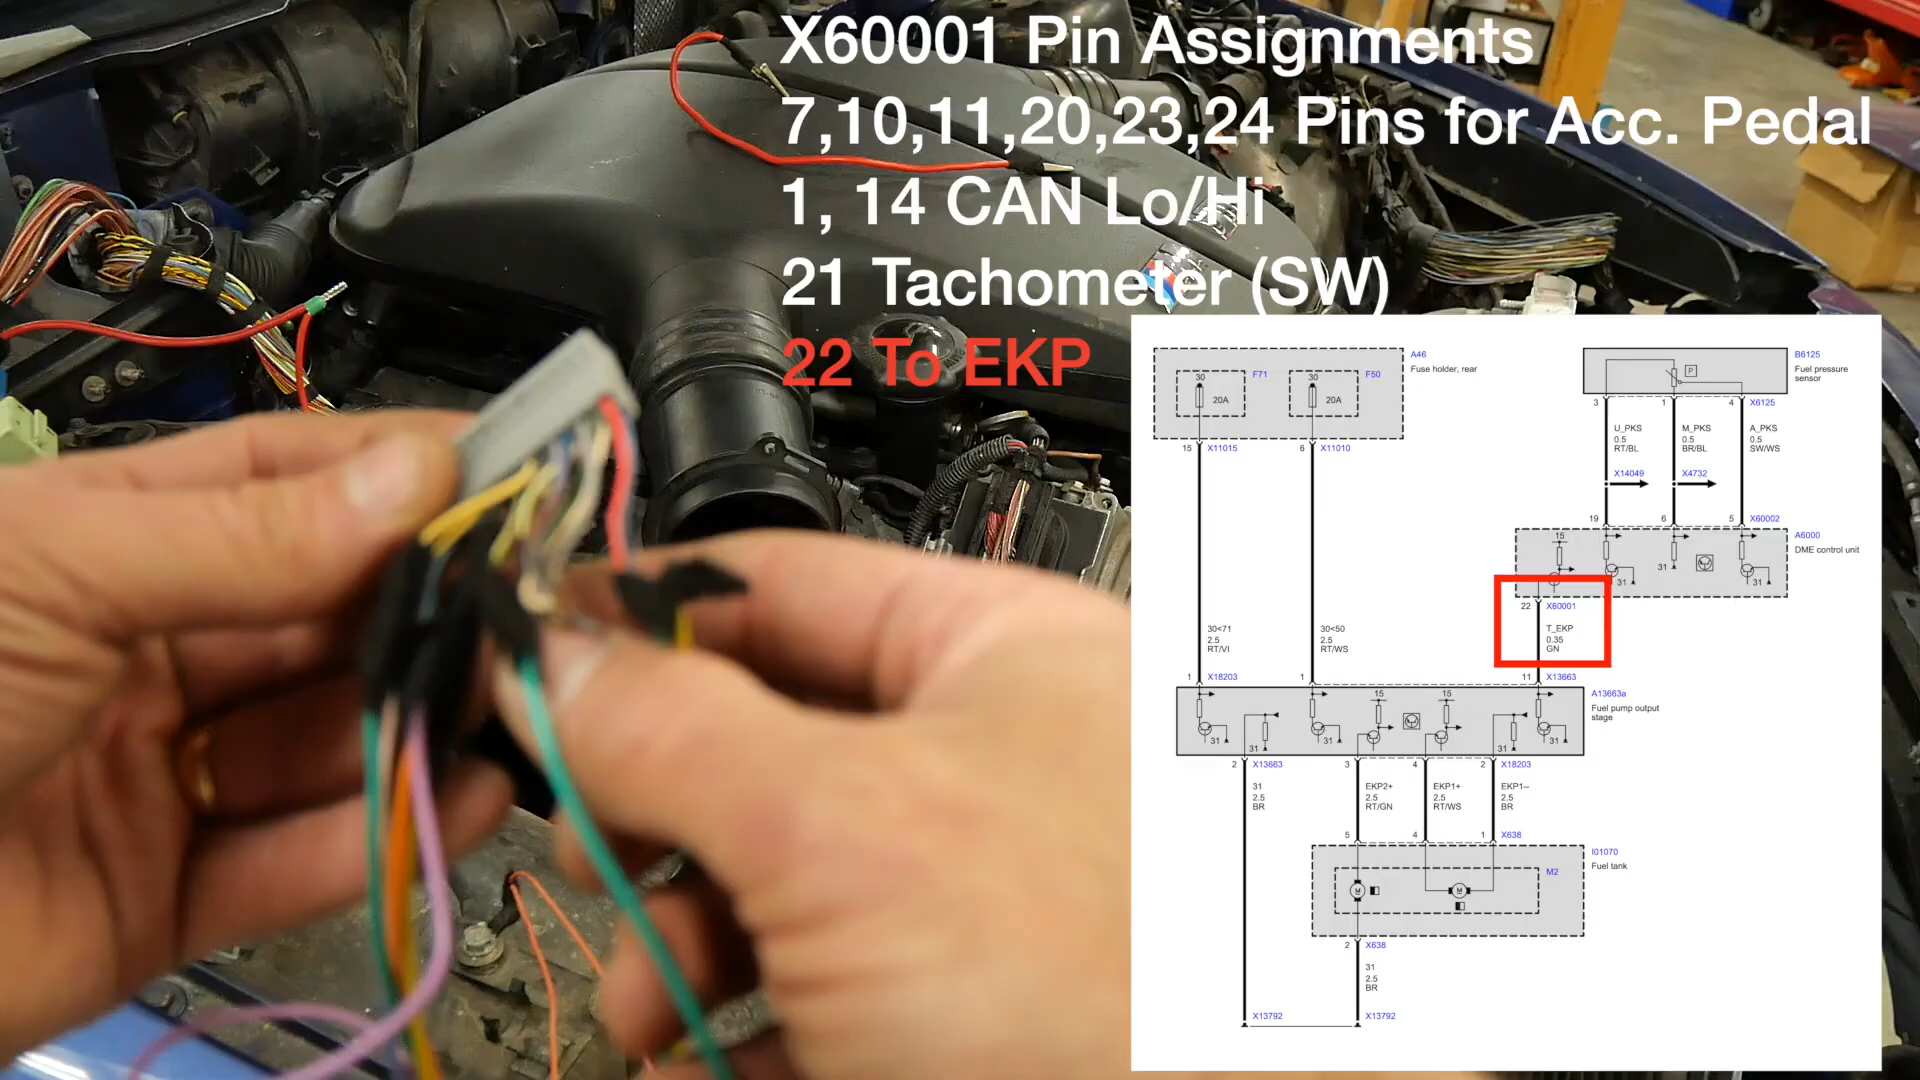 X60001 Pin Assignments
7,10,11,20,23,24 Pins for Acc. Pedal
1, 14 CAN Lo/Hi
21 Tachometer (SW)
22 To EKP
A46
Fuse holder, rear
30
F71
20A
30
F50
20A
15 X11015
6 X11010
B6125
Fuel pressure
sensor
P
3
1
4
X6125
U_PKS
0.5
RT/BL
M_PKS
0.5
BR/BL
A_PKS
0.5
SW/WS
X14049
X4732
19
6
5
X60002
A6000
DME control unit
15
31
31
31
22 X60001
T_EKP
0.35
GN
30<71
2.5
RT/VI
30<50
2.5
RT/WS
1 X18203
1
11 X13663
A13663a
Fuel pump output
stage
15
15
31
31
31
31
31
2 X13663
3
4
2 X18203
31
2.5
BR
EKP2+
2.5
RT/GN
EKP1+
2.5
RT/WS
EKP1--
2.5
BR
5
4
1 X638
I01070
Fuel tank
M2
M
M
2 X638
31
2.5
BR
X13792
X13792